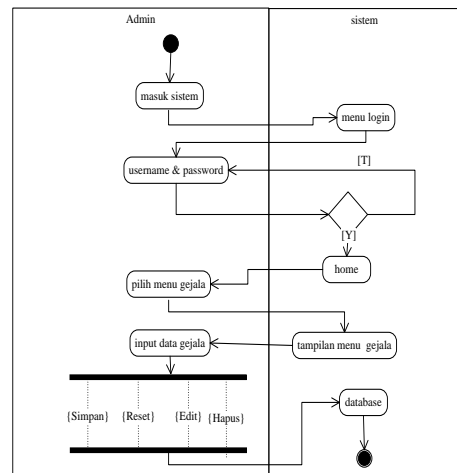 Admin
sistem
masuk sistem
menu login
username & password
[T]
[Y]
home
pilih menu gejala
input data gejala
tampilan menu gejala
{Simpan}
{Reset}
{Edit}
{Hapus}
database